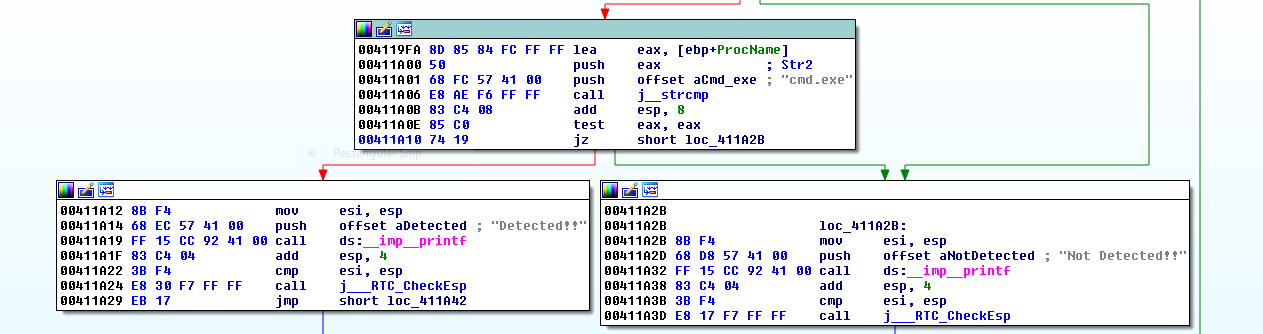 004119FA 8D 85 84 FC FF FF lea     eax, [ebp+ProcName]
00411A00 50                push    eax             ; Str2
00411A01 68 FC 57 41 00    push    offset aCmd_exe ; "cmd.exe"
00411A06 E8 AE F6 FF FF    call    j__strcmp
00411A0B 83 C4 08          add     esp, 8
00411A0E 85 C0             test    eax, eax
00411A10 74 19             jz      short loc_411A2B
Rectangular Snip
00411A12 8B F4             mov     esi, esp
00411A14 68 EC 57 41 00    push    offset aDetected ; "Detected!!"
00411A19 FF 15 CC 92 41 00 call    ds:__imp__printf
00411A1F 83 C4 04          add     esp, 4
00411A22 3B F4             cmp     esi, esp
00411A24 E8 30 F7 FF FF    call    j___RTC_CheckEsp
00411A29 EB 17             jmp     short loc_411A42
00411A2B
00411A2B                   loc_411A2B:
00411A2B 8B F4             mov     esi, esp
00411A2D 68 D8 57 41 00    push    offset aNotDetected ; "Not Detected!!"
00411A32 FF 15 CC 92 41 00 call    ds:__imp__printf
00411A38 83 C4 04          add     esp, 4
00411A3B 3B F4             cmp     esi, esp
00411A3D E8 17 F7 FF FF    call    j___RTC_CheckEsp